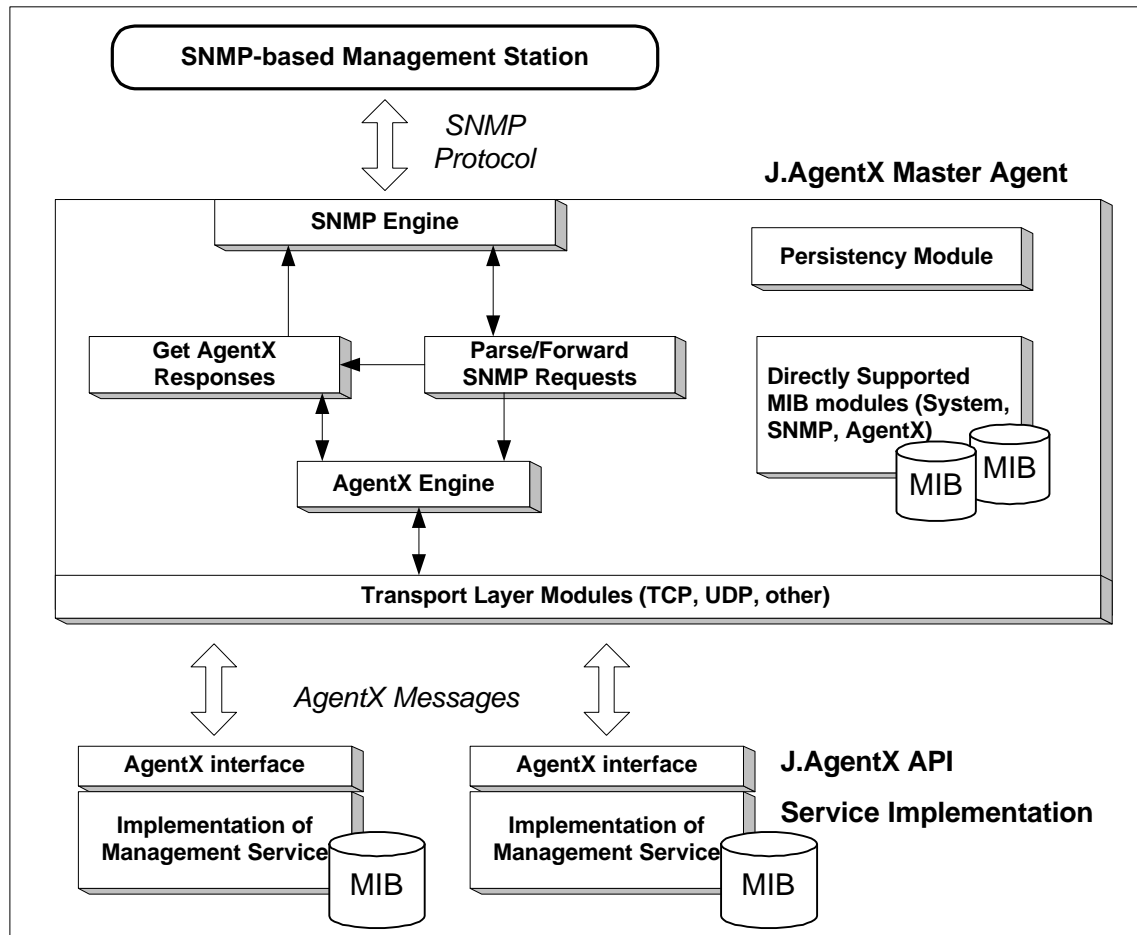 SNMP-based Management Station
SNMP
Protocol
J.AgentX Master Agent
SNMP Engine
Persistency Module
Get AgentX
Responses
Parse/Forward
SNMP Requests
Directly Supported
MIB modules (System,
SNMP, AgentX)
MIB
MIB
AgentX Engine
Transport Layer Modules (TCP, UDP, other)
AgentX Messages
AgentX interface
AgentX interface
J.AgentX API
Implementation of
Management Service
MIB
Implementation of
Management Service
MIB
Service Implementation